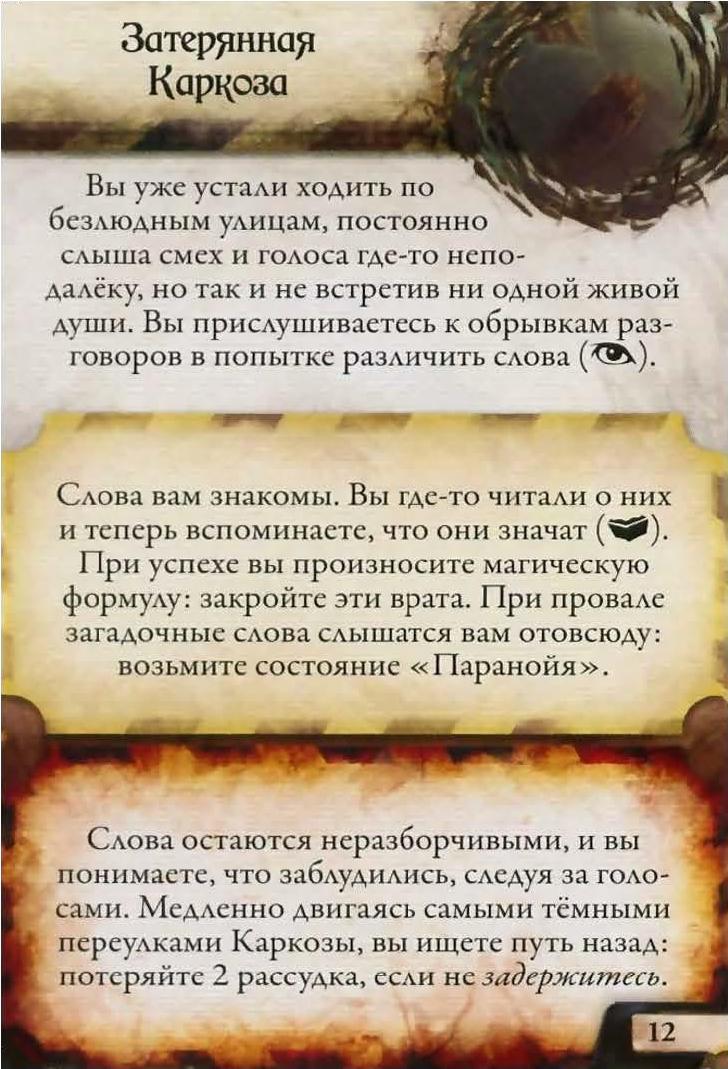 Затерянная
Каркоза
Вы уже устали ходить по
безлюдным улицам, постоянно
слыша смех и голоса где-то непо-
далёку, но так и не встретив ни одной живой
души. Вы прислушиваетесь к обрывкам раз-
говоров в попытке различить слова ().
Слова вам знакомы. Вы где-то читали о них
и теперь вспоминаете, что они значат ().
При успехе вы произносите магическую
формулу: закройте эти врата. При провале
загадочные слова слышатся вам отовсюду:
возьмите состояние «Паранойя».
Слова остаются неразборчивыми, и вы
понимаете, что заблудились, следуя за голо-
сами. Медленно двигаясь самыми тёмными
переулками Каркозы, вы ищете путь назад:
потеряйте 2 рассудка, если не задержитесь.
12